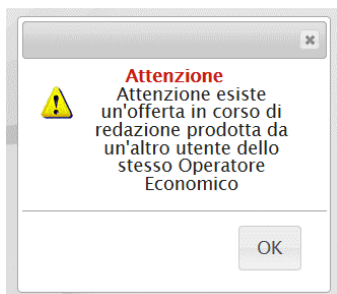 Attenzione
Attenzione esiste
un'offerta in corso di
redazione prodotta da
un'altro utente dello
stesso Operatore
Economico
OK